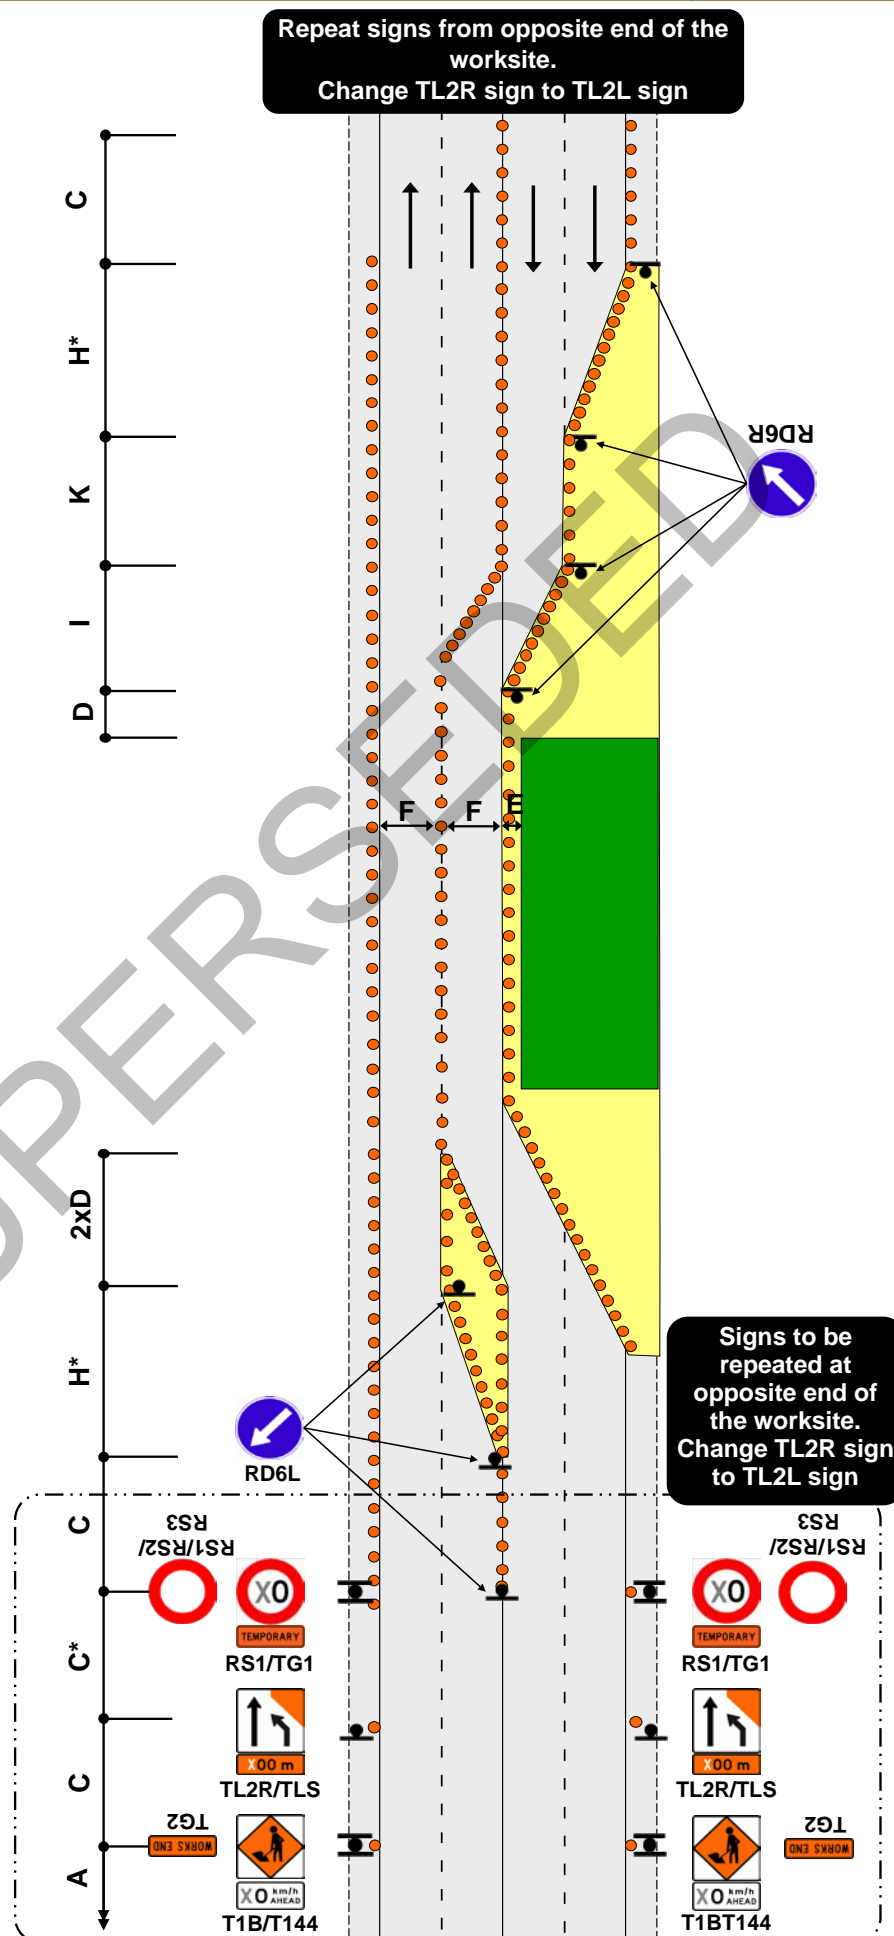 Repeat signs from opposite end of the
worksite.
Change TL2R sign to TL2L sign
C
H*
K
I
D
RD6R
F
F
E
SUPERSEDED
2xD
H*
RD6L
Signs to be
repeated at
opposite end of
the worksite.
Change TL2R sign
to TL2L sign
C
RS1/RS2/
RS3
X0
TEMPORARY
RS1/TG1
X0
TEMPORARY
RS1/TG1
RS1/RS2/
RS3
C*
X00 m
TL2R/TLS
X00 m
TL2R/TLS
C
TG2
WORKS END
X0 km/h
AHEAD
T1B/T144
X0 km/h
AHEAD
T1BT144
TG2
WORKS END
A